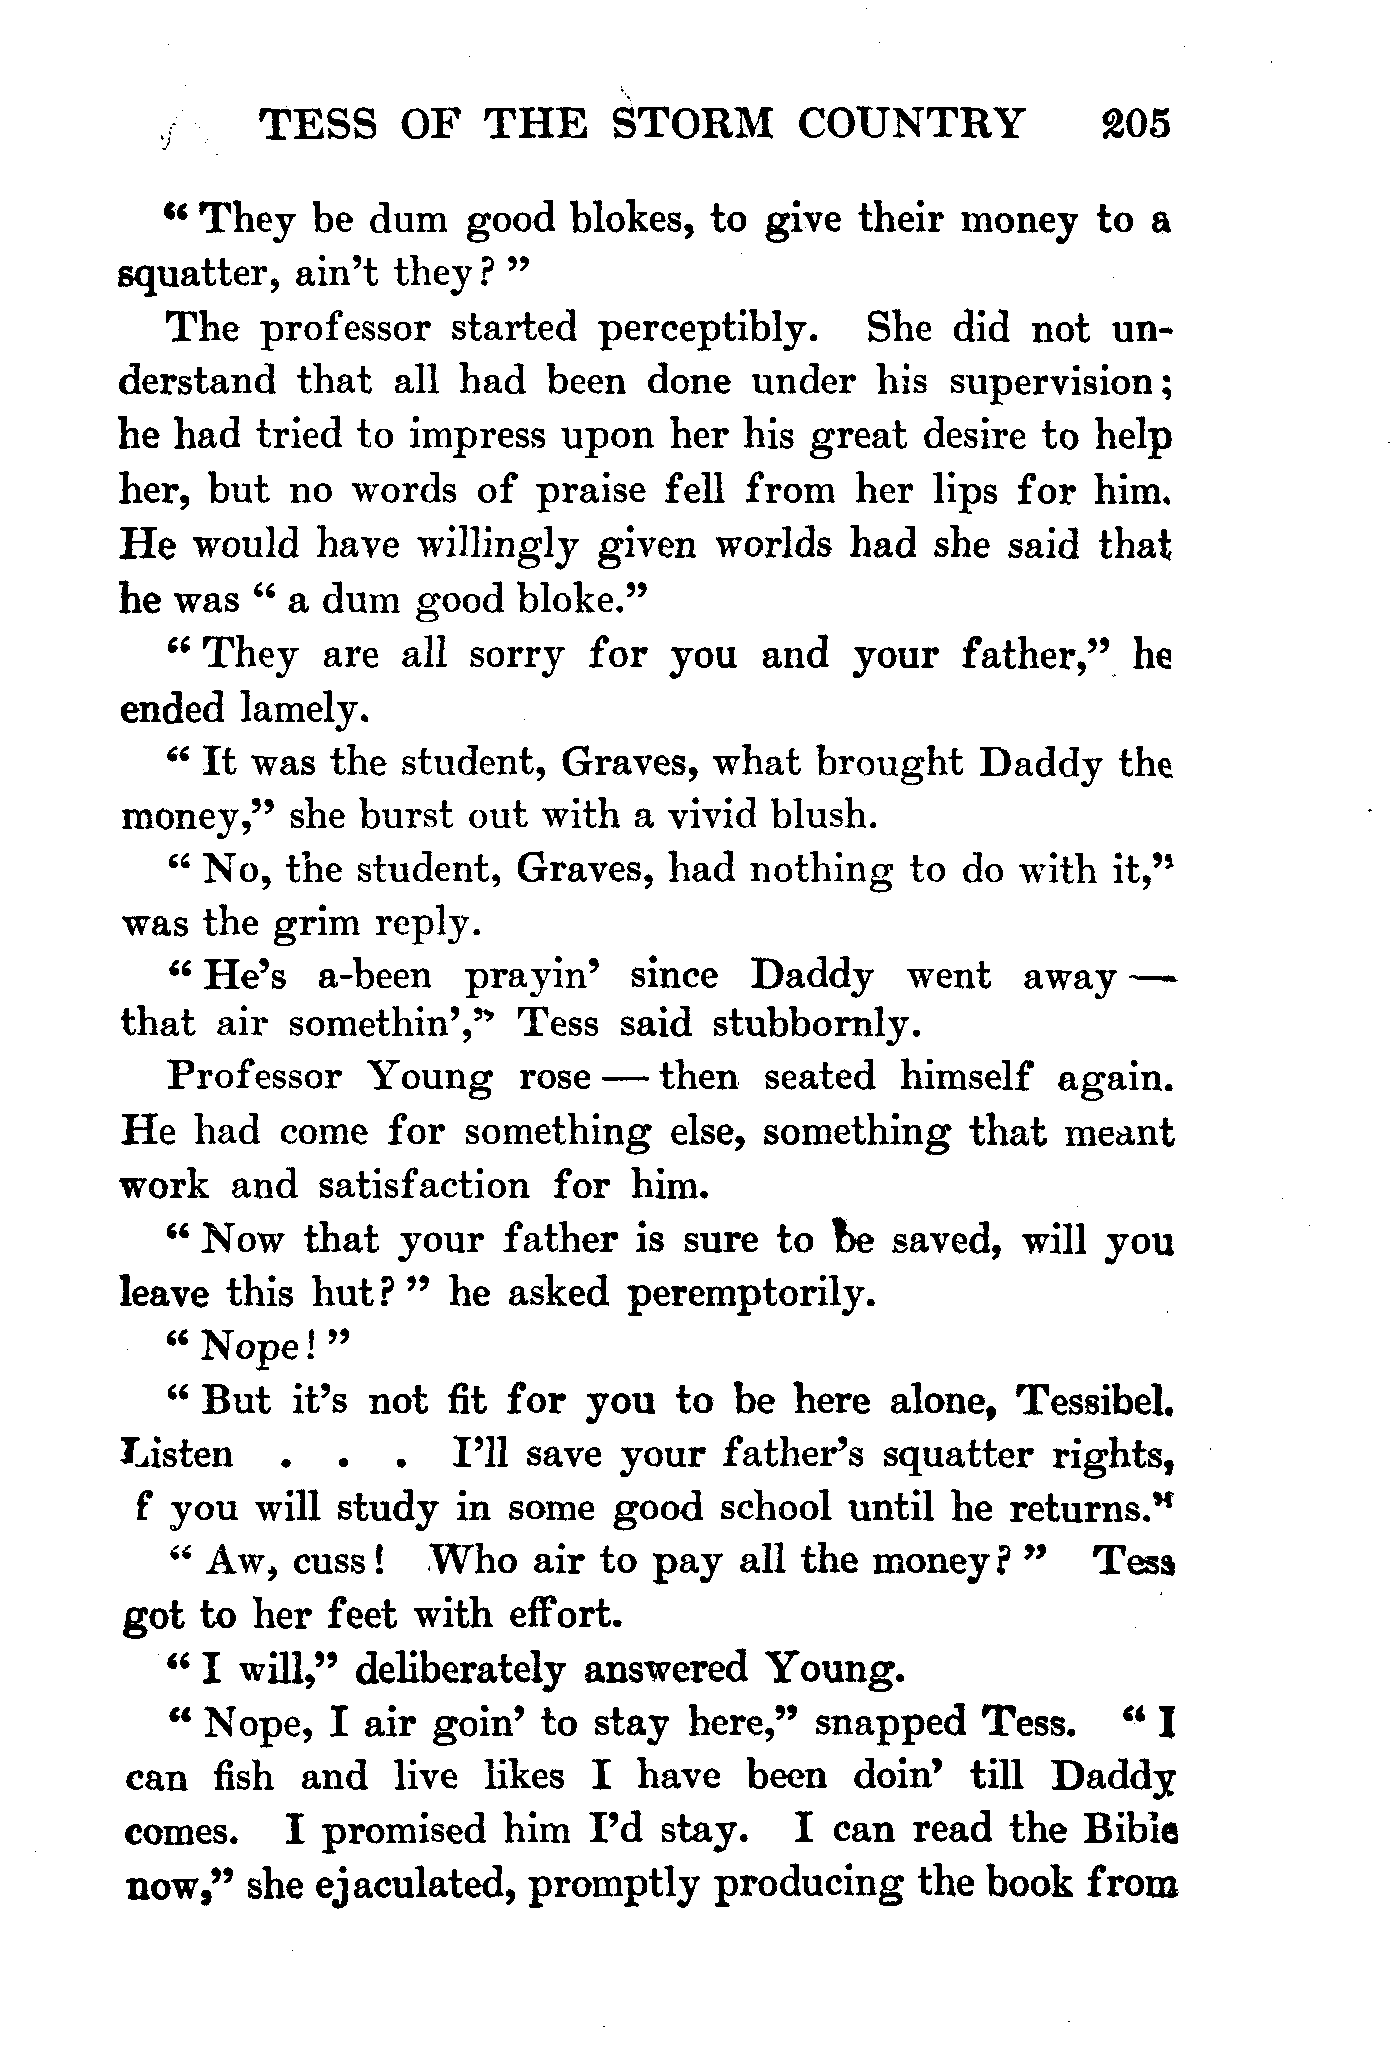 TESS OF THE STORM COUNTRY 205
“ They be dum good blokes, to give their money to a
squatter, ain’t they? ”
The professor started perceptibly. She did not un-
derstand that all had been done under his supervision;
he had tried to impress upon her his great desire to help
her, but no words of praise fell from her lips for him.
He would have willingly given worlds had she said that
he was “ a dum good bloke.”
“ They are all sorry for you and your father,” he
ended lamely.
“ It was the student, Graves, what brought Daddy the
money,” she burst out with a vivid blush.
“ No, the student, Graves, had nothing to do with it,”
was the grim reply.
“ He’s a-been prayin’ since Daddy went away —
that air somethin’,” Tess said stubbornly.
Professor Young rose — then seated himself again.
He had come for something else, something that meant
work and satisfaction for him.
“ Now that your father is sure to be saved, will you
leave this hut? ” he asked peremptorily.
“ Nope! ”
“ But it’s not fit for you to be here alone, Tessibel.
Listen . . . I’ll save your father’s squatter rights,
f you will study in some good school until he returns.”
“ Aw, cuss! Who air to pay all the money? ” Tess
got to her feet with effort.
“ I will,” deliberately answered Young.
“ Nope, I air goin’ to stay here,” snapped Tess. “ I
can fish and live likes I have been doin’ till Daddy
comes. I promised him I’d stay. I can read the Bible
now,” she ejaculated, promptly producing the book from